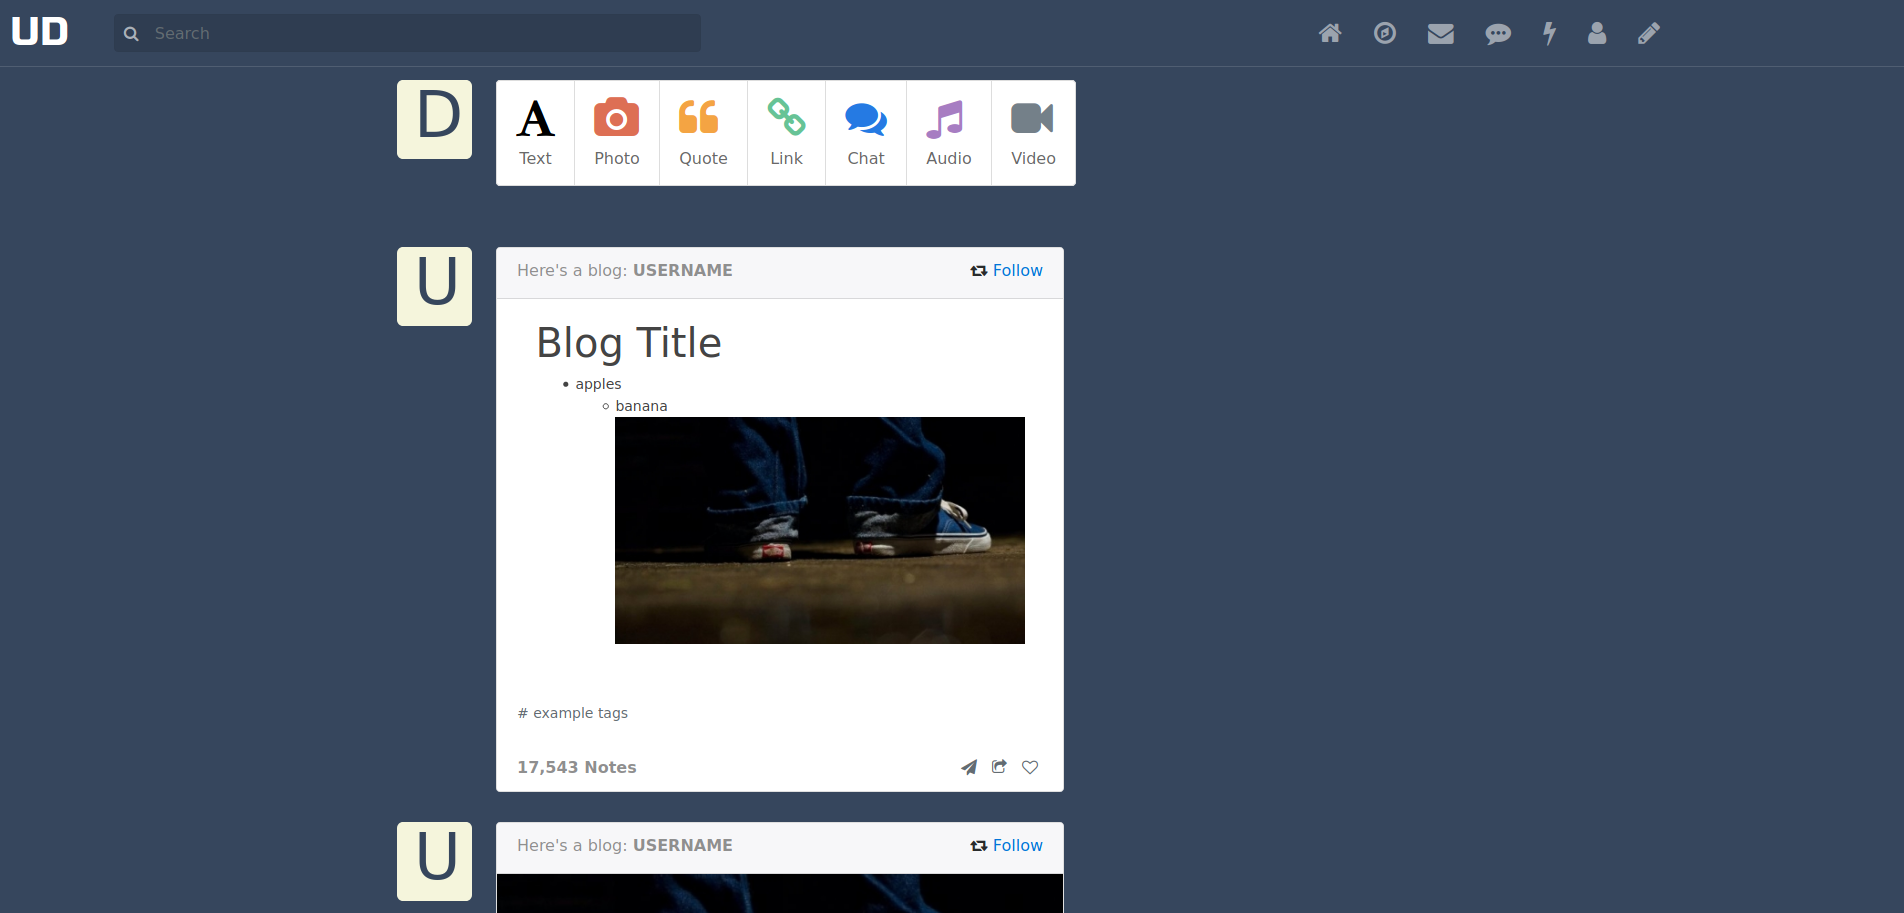 UD
Search
D
Text Photo Quote Link Chat Audio Video
U
Here's a blog: USERNAME Follow
Blog Title
apples
banana
# example tags
17,543 Notes
U
Here's a blog: USERNAME Follow